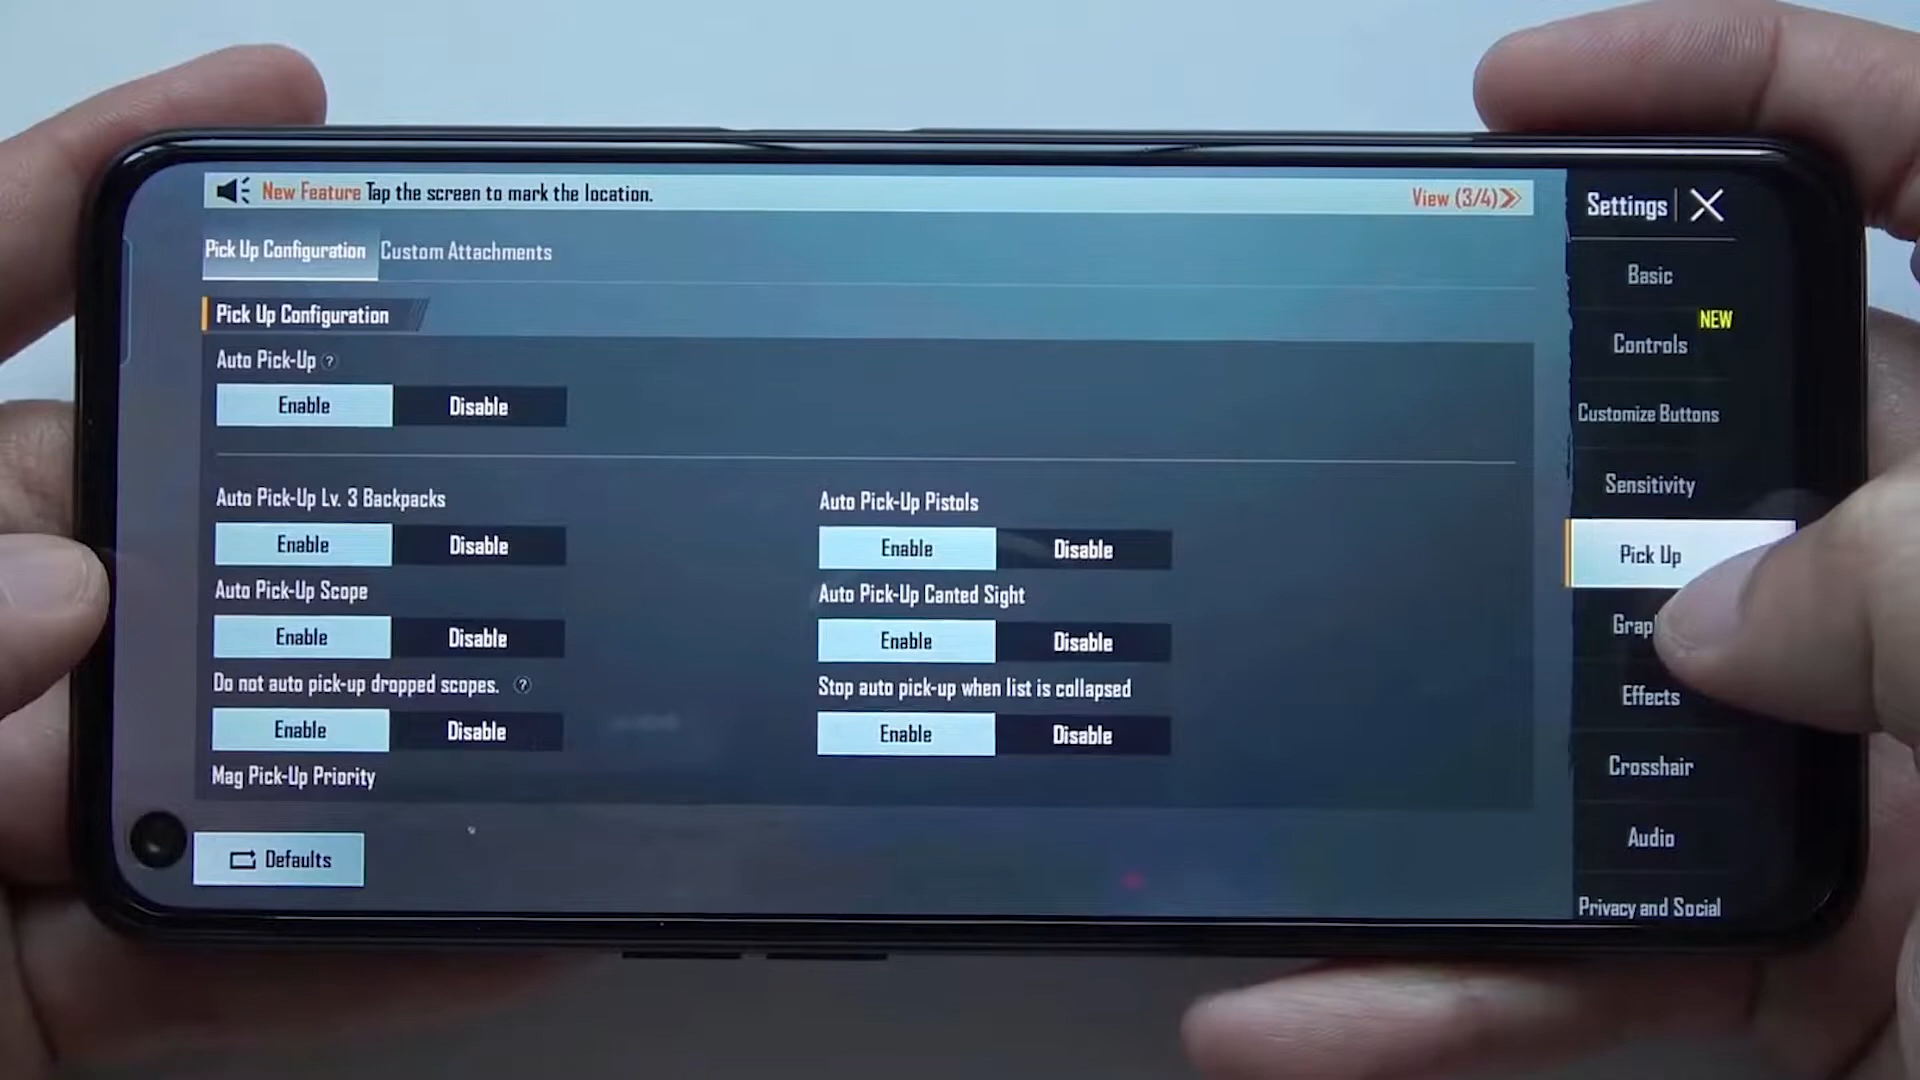 New Feature Tap the screen to mark the location.
View (3/4)
Settings
Pick Up Configuration
Custom Attachments
Pick Up Configuration
Auto Pick-Up ?
Enable Disable
Auto Pick-Up Lv. 3 Backpacks
Enable Disable
Auto Pick-Up Pistols
Enable Disable
Auto Pick-Up Scope
Enable Disable
Auto Pick-Up Canted Sight
Enable Disable
Do not auto pick-up dropped scopes. ?
Enable Disable
Stop auto pick-up when list is collapsed
Enable Disable
Mag Pick-Up Priority
Defaults
Basic
NEW
Controls
Customize Buttons
Sensitivity
Pick Up
Effects
Crosshair
Audio
Privacy and Social